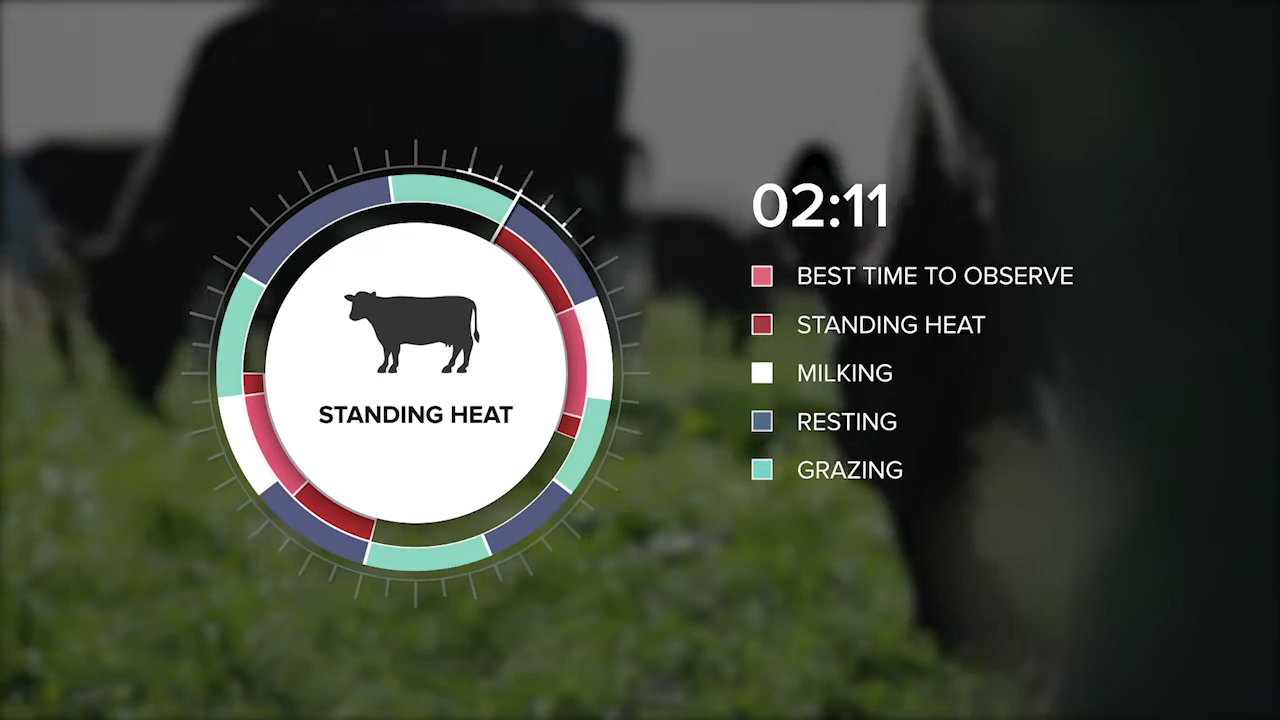 02:11
BEST TIME TO OBSERVE
STANDING HEAT
MILKING
RESTING
GRAZING
STANDING HEAT